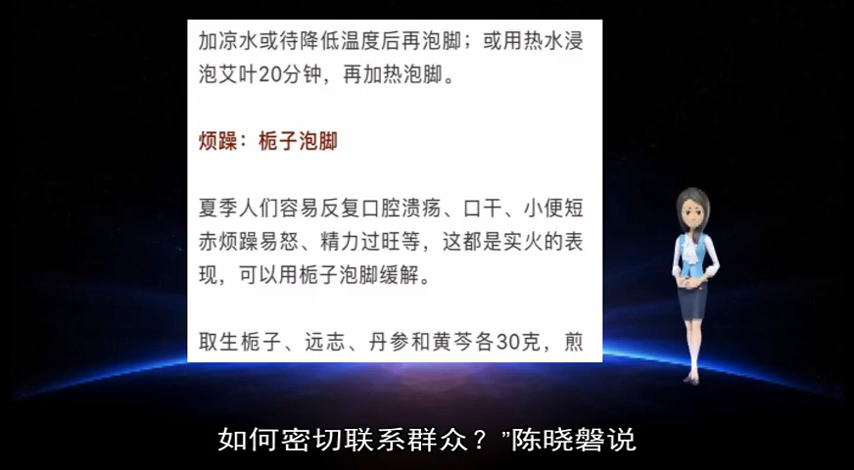 加凉水或待降低温度后再泡脚；或用热水浸
泡艾叶20分钟，再加热泡脚。
烦躁：栀子泡脚
夏季人们容易反复口腔溃疡、口干、小便短
赤烦躁易怒、精力过旺等，这都是实火的表
现，可以用栀子泡脚缓解。
取生栀子、远志、丹参和黄芩各30克，煎
如何密切联系群众？”陈晓磐说